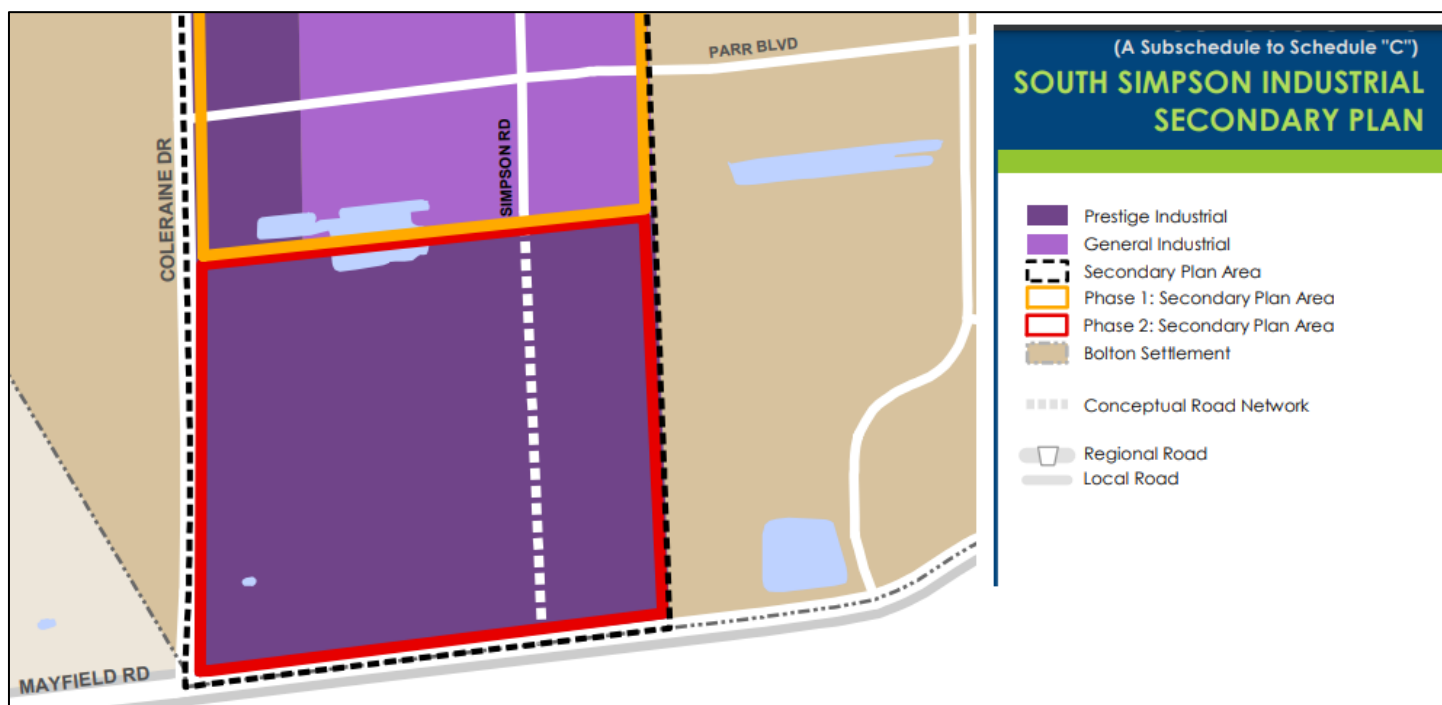 PARR BLVD
COLERAINE DR
SIMPSON RD
MAYFIELD RD
(A Subschedule to Schedule "C")
SOUTH SIMPSON INDUSTRIAL
SECONDARY PLAN
Prestige Industrial
General Industrial
Secondary Plan Area
Phase 1: Secondary Plan Area
Phase 2: Secondary Plan Area
Bolton Settlement
Conceptual Road Network
Regional Road
Local Road